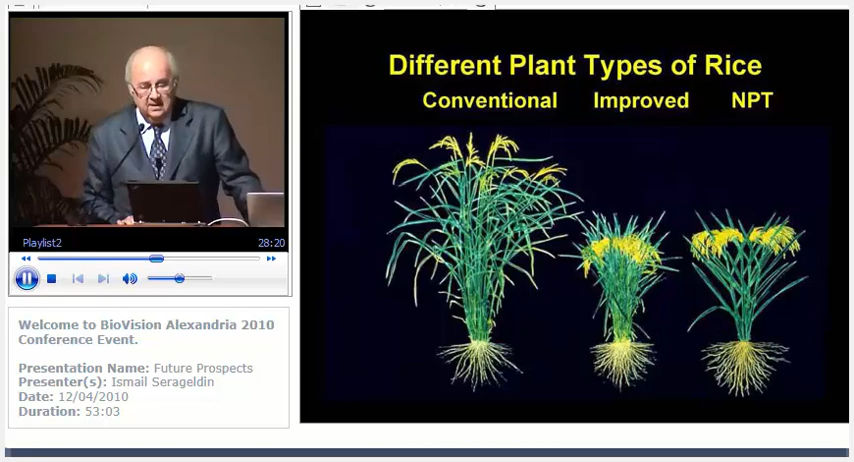 Different Plant Types of Rice
Conventional Improved NPT
Playlist2 28:20
Welcome to BioVision Alexandria 2010
Conference Event.
Presentation Name: Future Prospects
Presenter(s): Ismail Serageldin
Date: 12/04/2010
Duration: 53:03